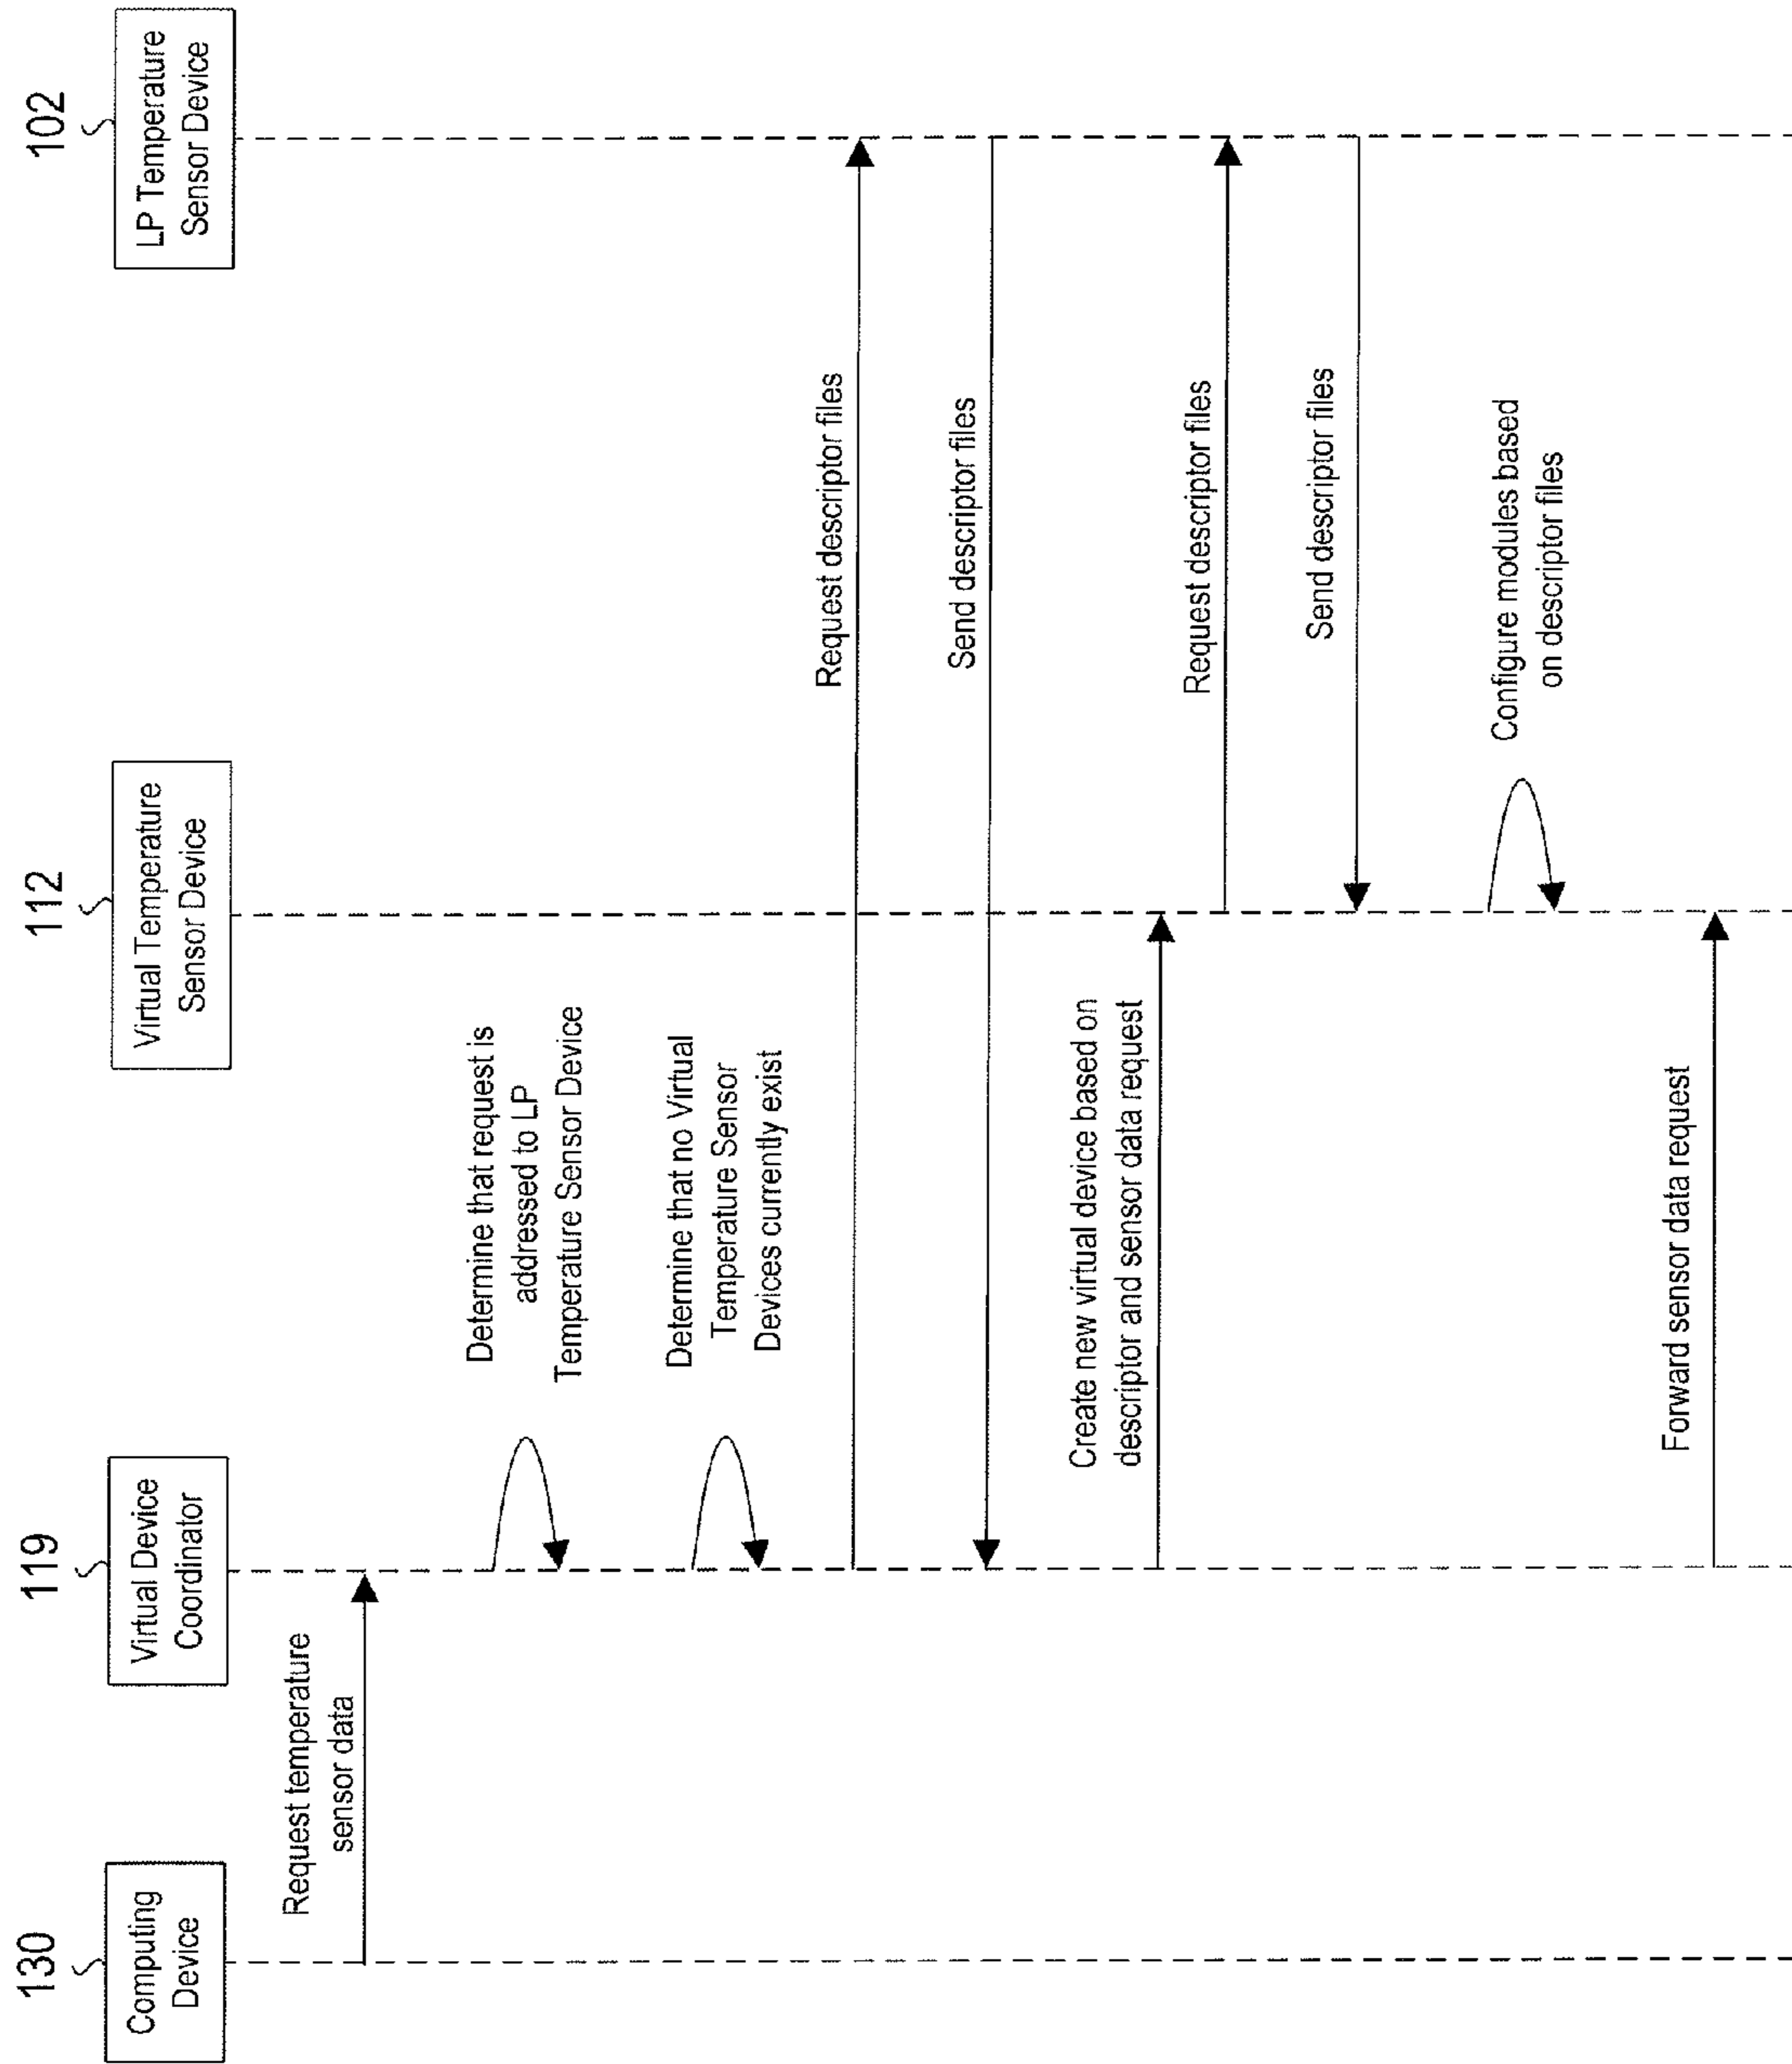 130
Computing
Device
119
Virtual Device
Coordinator
112
Virtual Temperature
Sensor Device
102
LP Temperature
Sensor Device
Request temperature
sensor data
Determine that request is
addressed to LP
Temperature Sensor Device
Determine that no Virtual
Temperature Sensor
Devices currently exist
Request descriptor files
Send descriptor files
Create new virtual device based on
descriptor and sensor data request
Request descriptor files
Send descriptor files
Configure modules based
on descriptor files
Forward sensor data request